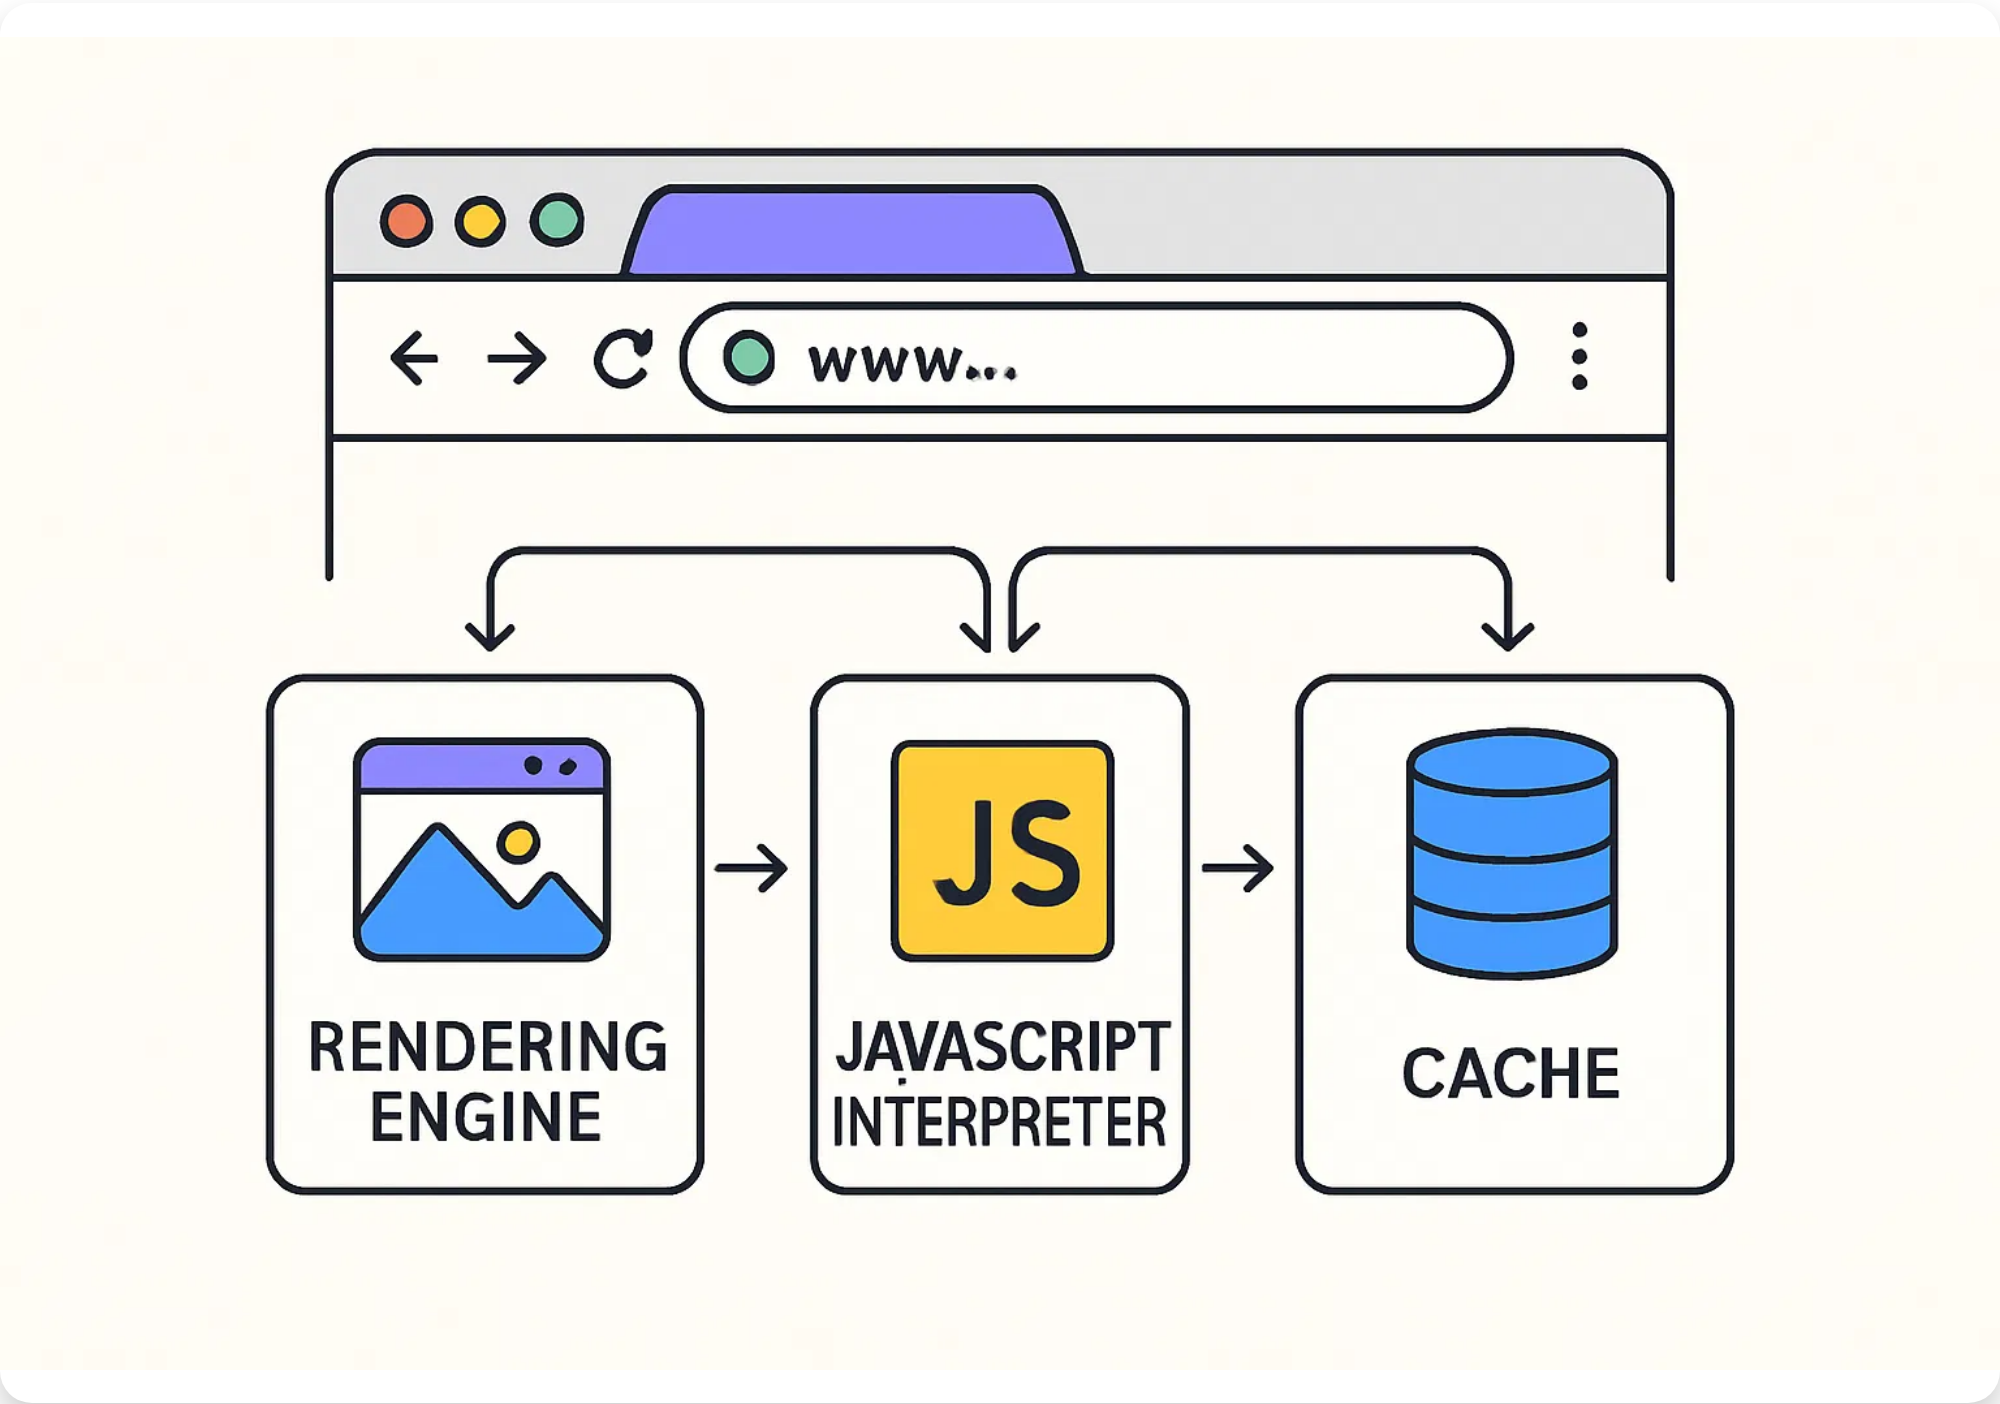 www...
JS
RENDERING
ENGINE
JAVASCRIPT
INTERPRETER
CACHE